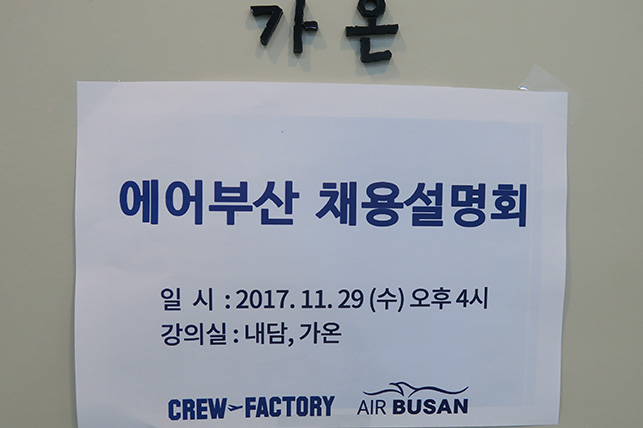 가온
에어부산 채용설명회
일 시 : 2017. 11. 29 (수) 오후 4시
강의실 : 내담, 가온
CREW FACTORY AIR BUSAN